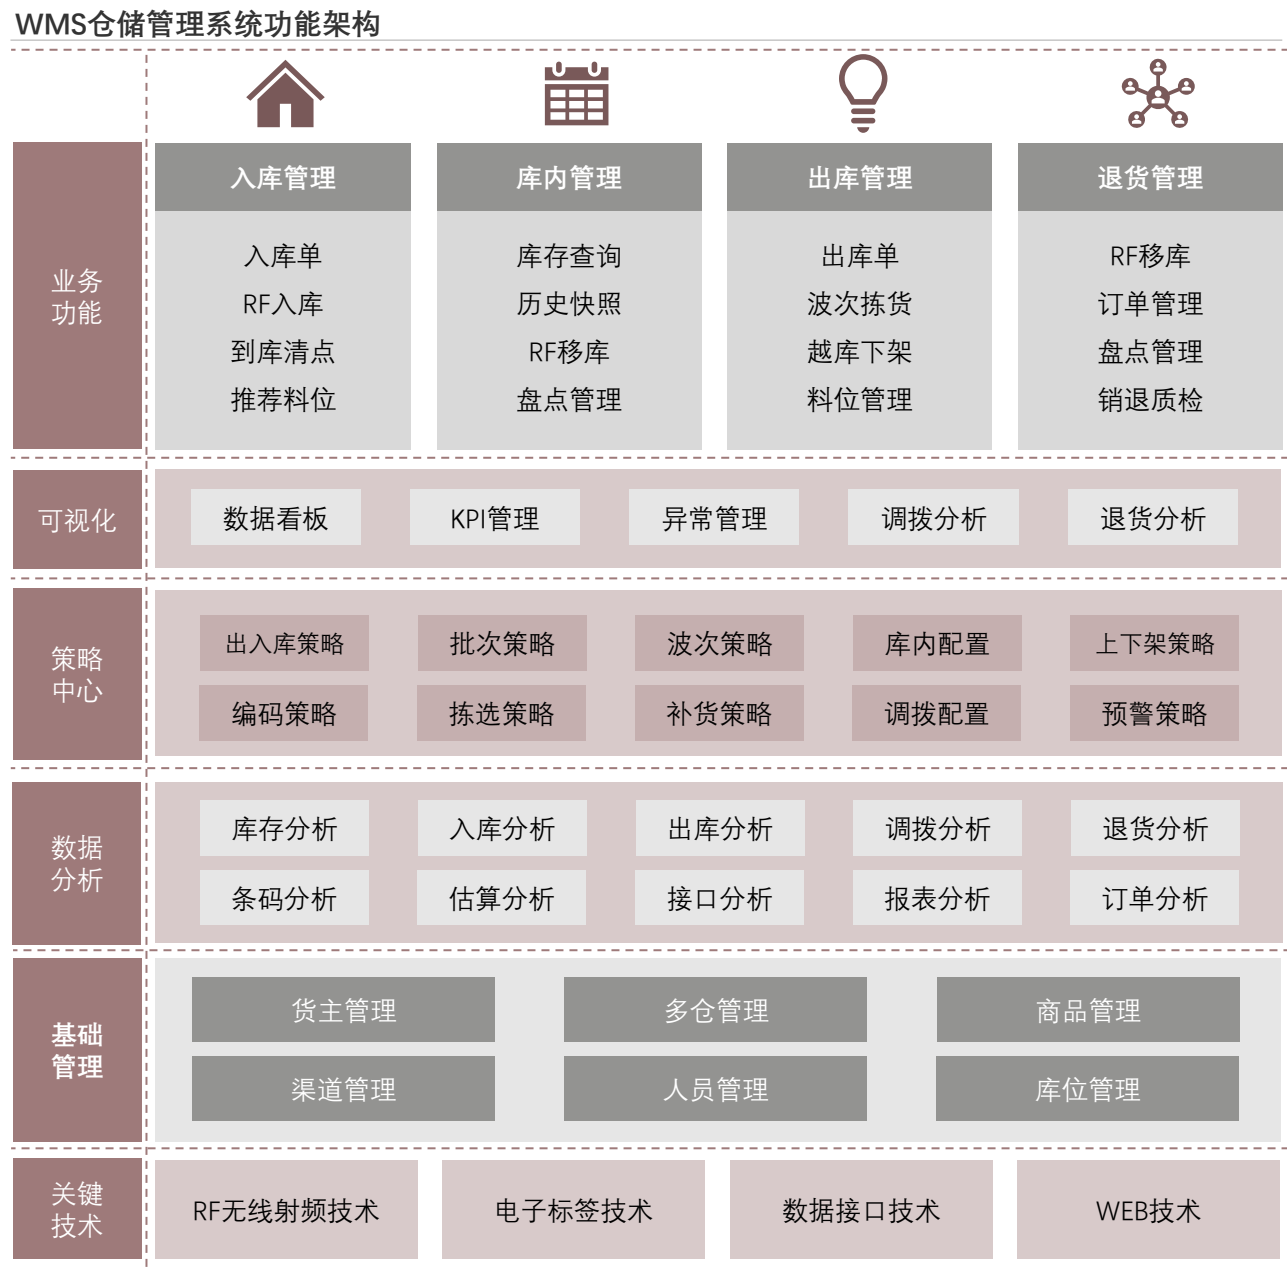 WMS仓储管理系统功能架构
入库管理
库内管理
出库管理
退货管理
业务
功能
入库单
RF入库
到库清点
推荐料位
库存查询
历史快照
RF移库
盘点管理
出库单
波次拣货
越库下架
料位管理
RF移库
订单管理
盘点管理
销退质检
可视化
数据看板
KPI管理
异常管理
调拨分析
退货分析
策略
中心
出入库策略
批次策略
波次策略
库内配置
上下架策略
编码策略
拣选策略
补货策略
调拨配置
预警策略
数据
分析
库存分析
入库分析
出库分析
调拨分析
退货分析
条码分析
估算分析
接口分析
报表分析
订单分析
基础
管理
货主管理
多仓管理
商品管理
渠道管理
人员管理
库位管理
关键
技术
RF无线射频技术
电子标签技术
数据接口技术
WEB技术